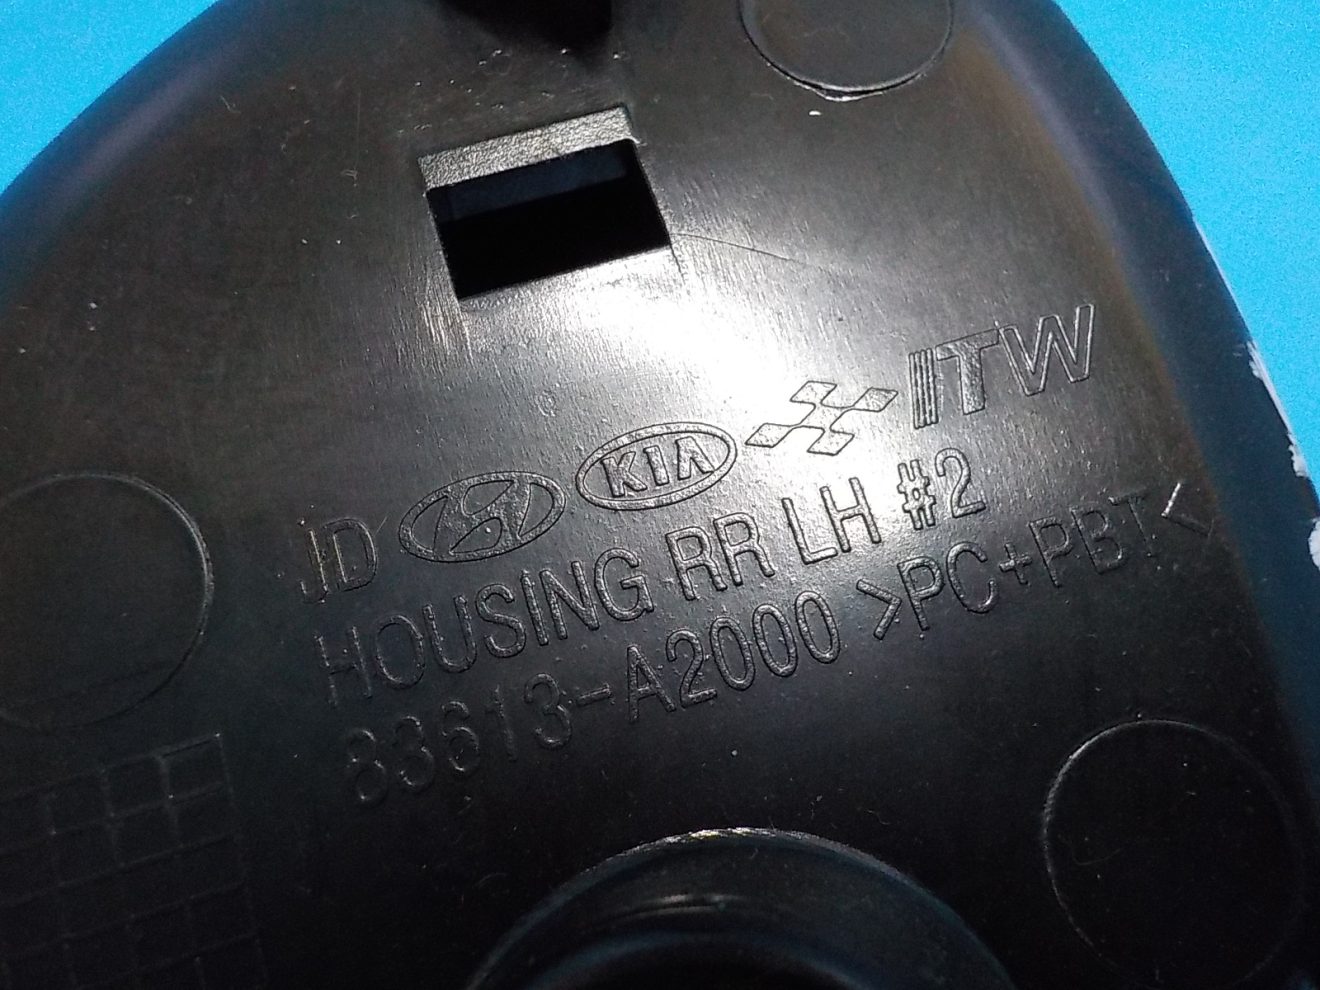 JD KIA ITW
HOUSING RR LH #2
83613-A2000 >PC+PBT<